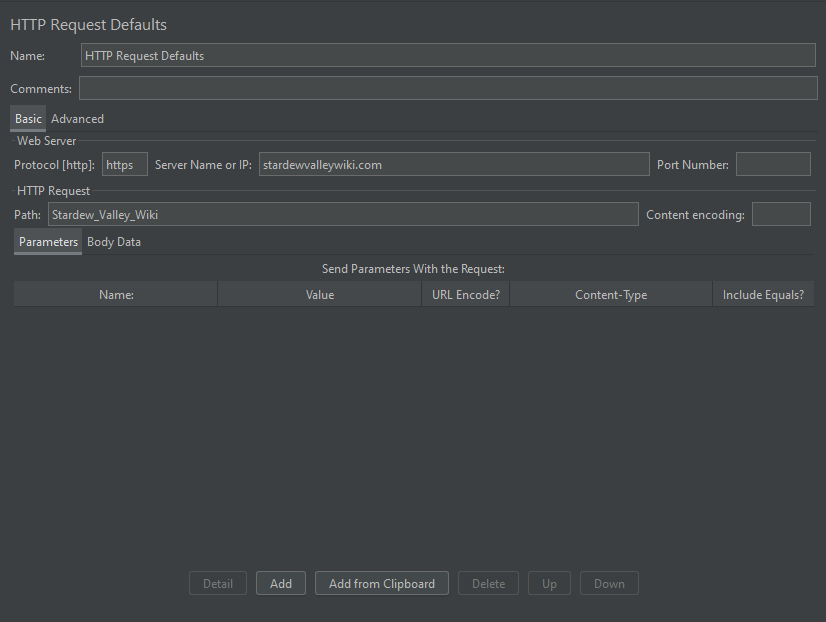 HTTP Request Defaults
Name: HTTP Request Defaults
Comments:
Basic Advanced
Web Server
Protocol [http]: https Server Name or IP: stardewvalleywiki.com Port Number:
HTTP Request
Path: Stardew_Valley_Wiki Content encoding:
Parameters Body Data
Send Parameters With the Request:
Name: Value URL Encode? Content-Type Include Equals?
Detail Add Add from Clipboard Delete Up Down